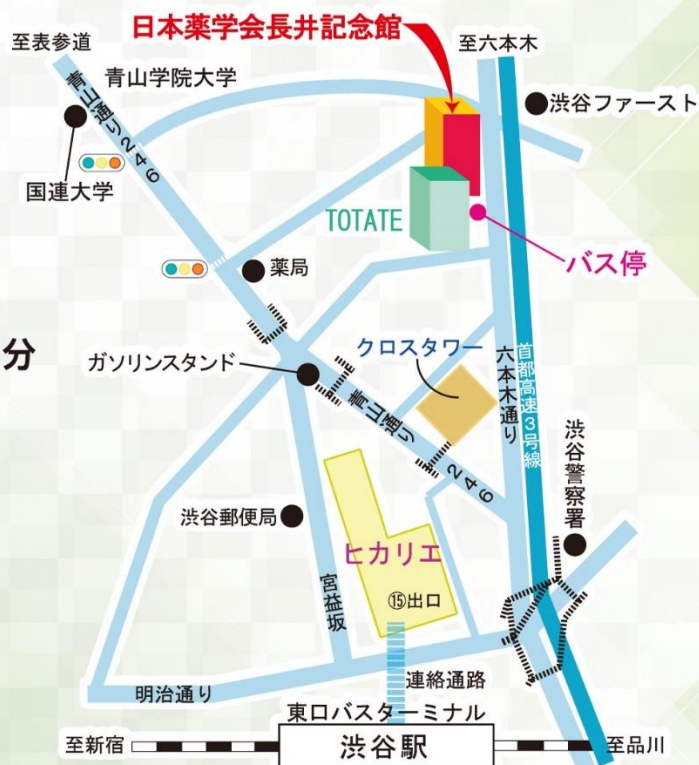 日本薬学会長井記念館
至表参道
至六本木
青山学院大学
渋谷ファースト
青山通り246
国連大学
TOTATE
バス停
薬局
分
ガソリンスタンド
クロスタワー
六本木通り
首都高速3号線
青山通り
246
渋谷警察署
渋谷郵便局
ヒカリエ
⑮出口
宮益坂
連絡通路
明治通り
東口バスターミナル
至新宿
渋谷駅
至品川